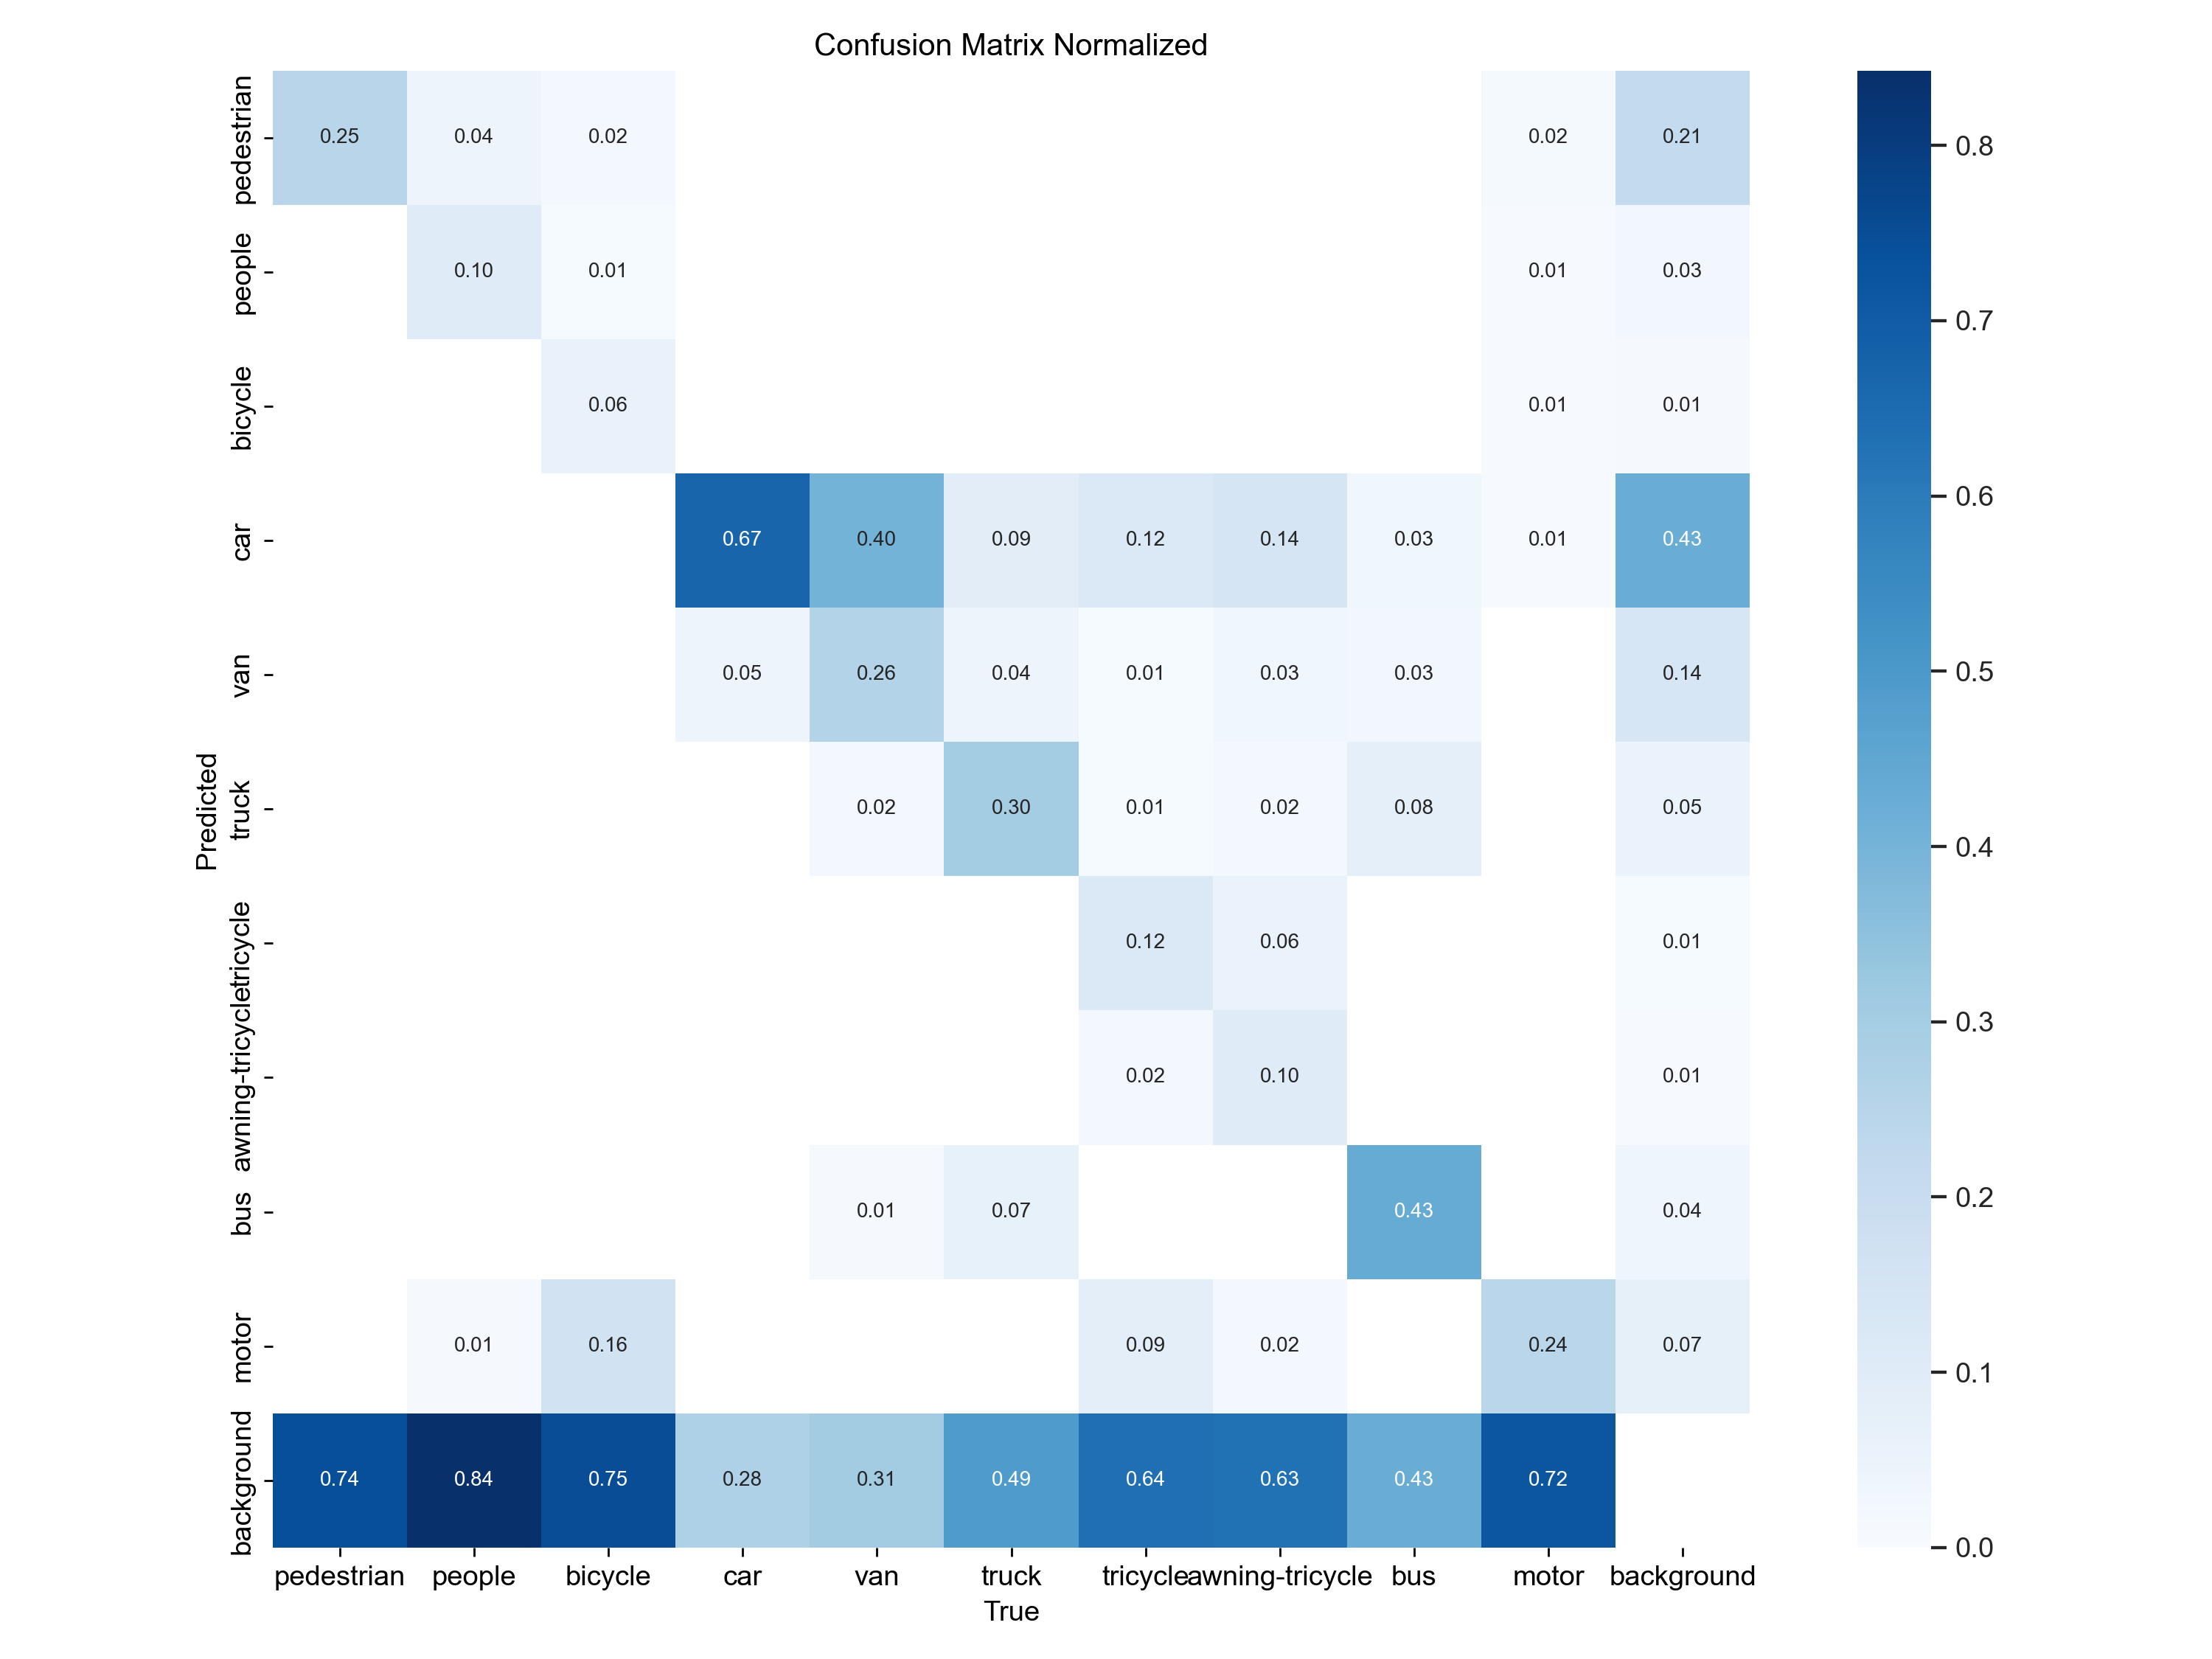 Confusion Matrix Normalized
pedestrian 0.25 0.04 0.02 0.02 0.21
people 0.10 0.01 0.01 0.03
bicycle 0.06 0.01 0.01
car 0.67 0.40 0.09 0.12 0.14 0.03 0.01 0.43
van 0.05 0.26 0.04 0.01 0.03 0.03 0.14
truck 0.02 0.30 0.01 0.02 0.08 0.05
tricycle 0.12 0.06 0.01
awning-tricycle 0.02 0.10 0.01
bus 0.01 0.07 0.43 0.04
motor 0.01 0.16 0.09 0.02 0.24 0.07
background 0.74 0.84 0.75 0.28 0.31 0.49 0.64 0.63 0.43 0.72
Predicted
pedestrian people bicycle car van truck tricycle awning-tricycle bus motor background
True
0.8
0.7
0.6
0.5
0.4
0.3
0.2
0.1
0.0